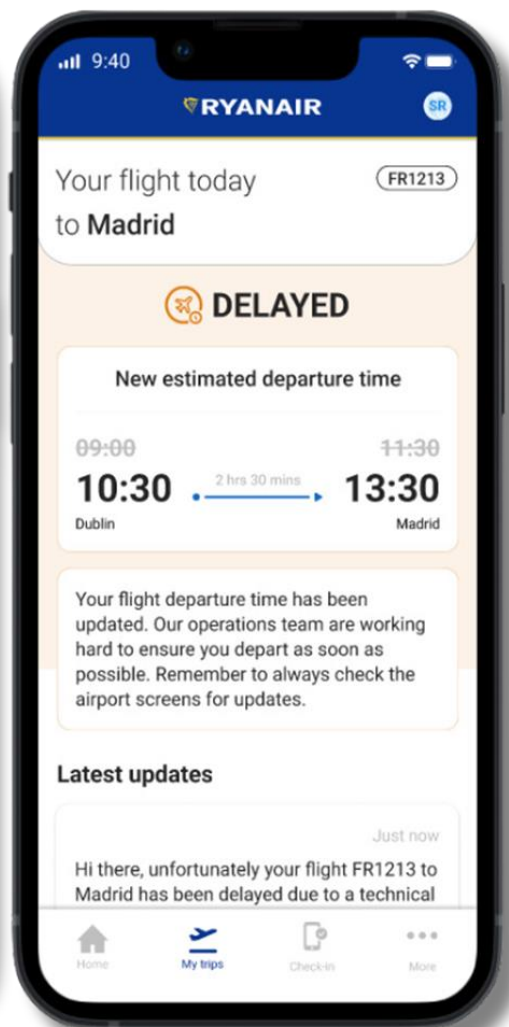 9:40
RYANAIR
SR
Your flight today
FR1213
to Madrid
DELAYED
New estimated departure time
09:00
11:30
10:30
2 hrs 30 mins
13:30
Dublin
Madrid
Your flight departure time has been
updated. Our operations team are working
hard to ensure you depart as soon as
possible. Remember to always check the
airport screens for updates.
Latest updates
Just now
Hi there, unfortunately your flight FR1213 to
Madrid has been delayed due to a technical
Home
My trips
Check-in
More